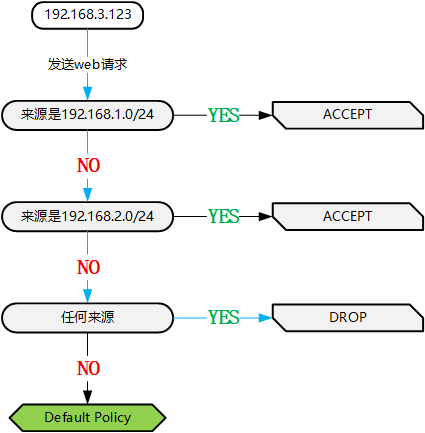 192.168.3.123
发送web请求
来源是192.168.1.0/24
YES
ACCEPT
NO
来源是192.168.2.0/24
YES
ACCEPT
NO
任何来源
YES
DROP
NO
Default Policy